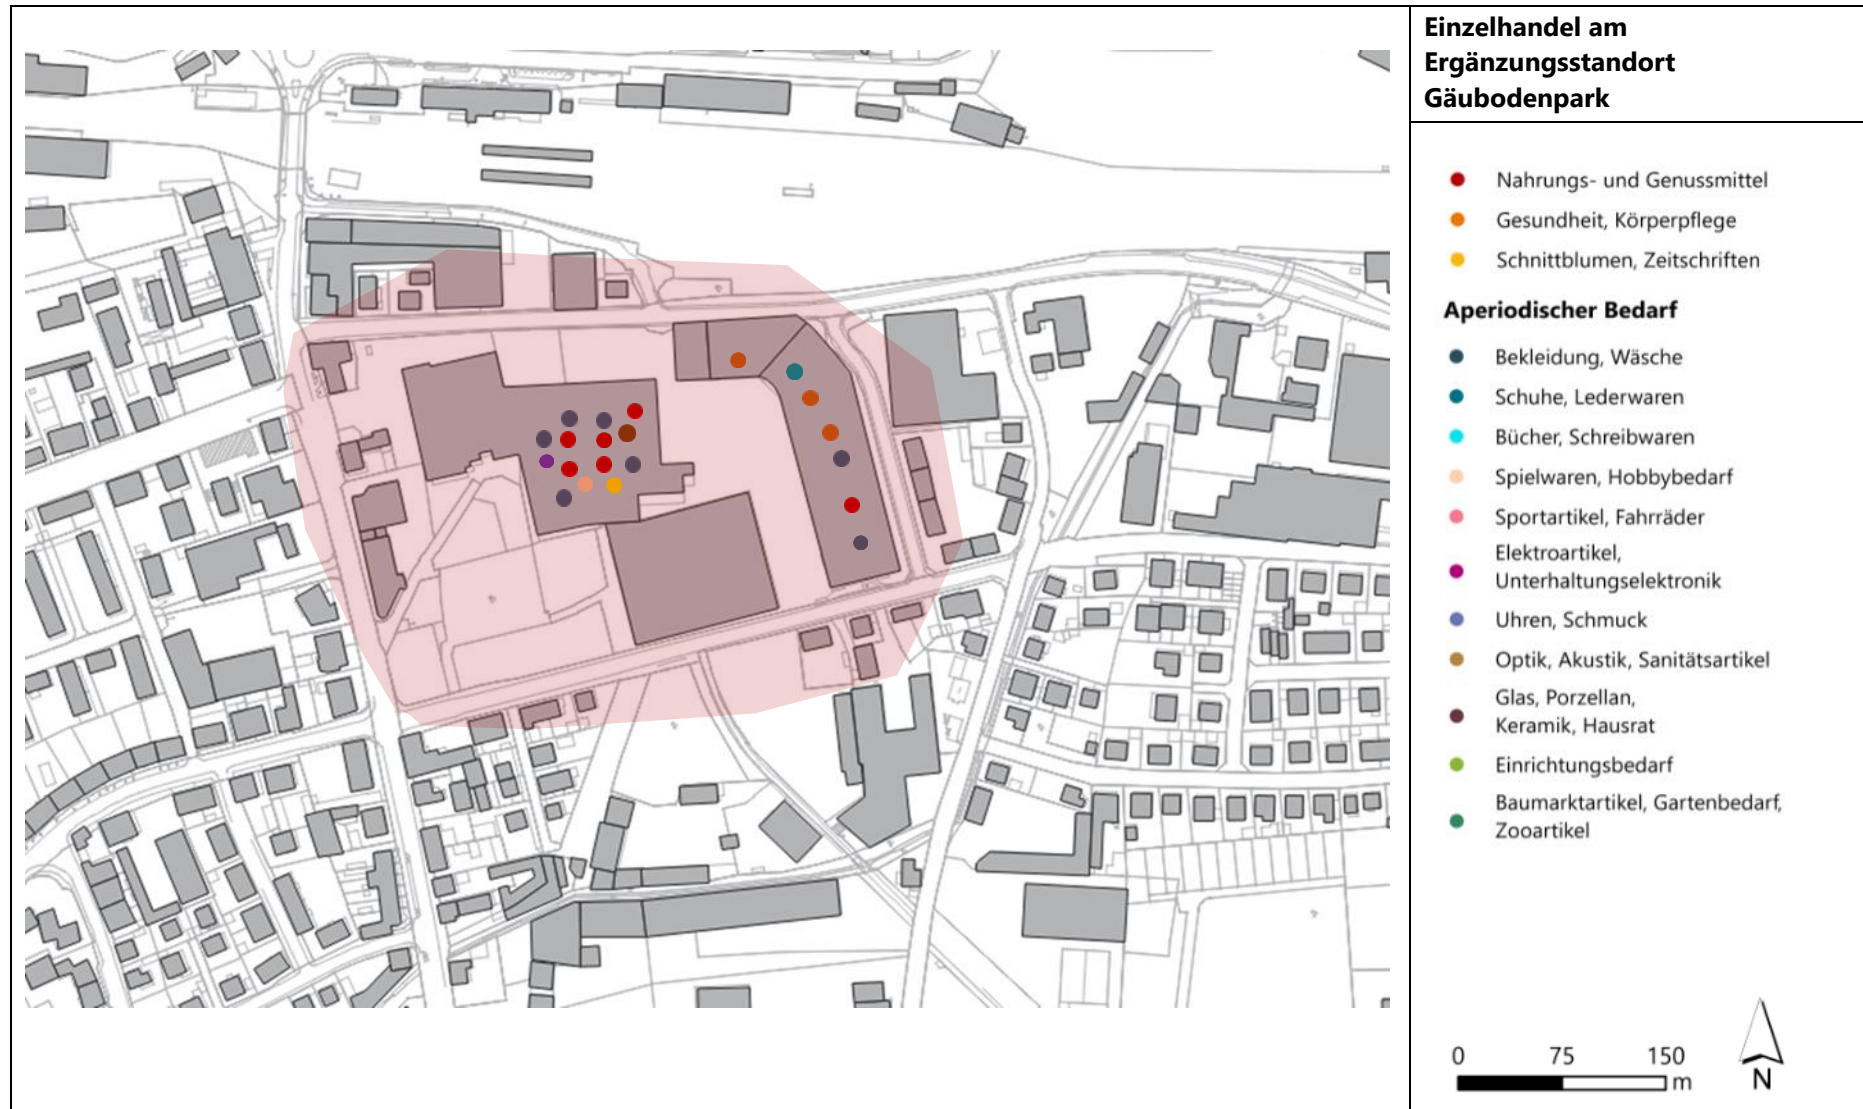 Einzelhandel am
Ergänzungsstandort
Gäubodenpark
Nahrungs- und Genussmittel
Gesundheit, Körperpflege
Schnittblumen, Zeitschriften
Aperiodischer Bedarf
Bekleidung, Wäsche
Schuhe, Lederwaren
Bücher, Schreibwaren
Spielwaren, Hobbybedarf
Sportartikel, Fahrräder
Elektroartikel,
Unterhaltungselektronik
Uhren, Schmuck
Optik, Akustik, Sanitätsartikel
Glas, Porzellan,
Keramik, Hausrat
Einrichtungsbedarf
Baumarktartikel, Gartenbedarf,
Zooartikel
0 75 150
m
N